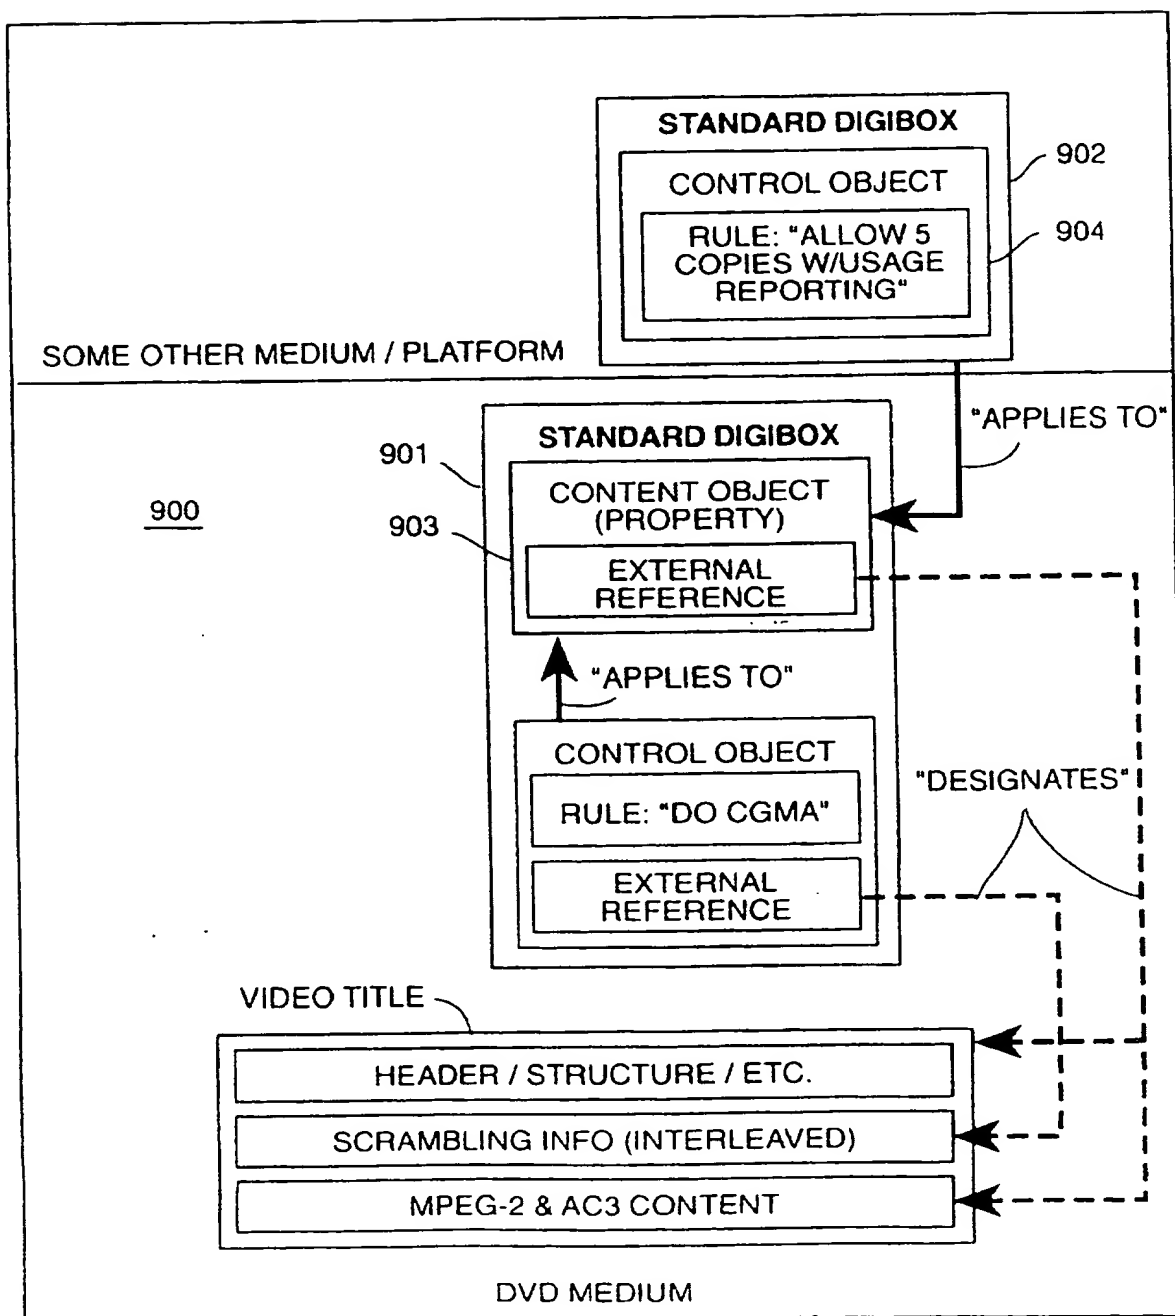 STANDARD DIGIBOX
902
CONTROL OBJECT
RULE: "ALLOW 5
COPIES W/USAGE
REPORTING"
904
SOME OTHER MEDIUM / PLATFORM
"APPLIES TO"
STANDARD DIGIBOX
901
CONTENT OBJECT
(PROPERTY)
900
903
EXTERNAL
REFERENCE
"APPLIES TO"
CONTROL OBJECT
"DESIGNATES"
RULE: "DO CGMA"
EXTERNAL
REFERENCE
VIDEO TITLE
HEADER / STRUCTURE / ETC.
SCRAMBLING INFO (INTERLEAVED)
MPEG-2 & AC3 CONTENT
DVD MEDIUM